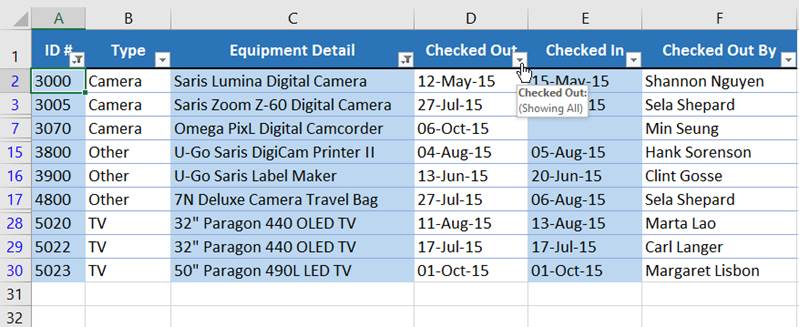 A B C D E F
1 ID # Type Equipment Detail Checked Out Checked In Checked Out By
2 3000 Camera Saris Lumina Digital Camera 12-May-15 15-May-15 Shannon Nguyen
3 3005 Camera Saris Zoom Z-60 Digital Camera 27-Jul-15 15 Sela Shepard
Checked Out:
(Showing All)
7 3070 Camera Omega PixL Digital Camcorder 06-Oct-15 Min Seung
15 3800 Other U-Go Saris DigiCam Printer II 04-Aug-15 05-Aug-15 Hank Sorenson
16 3900 Other U-Go Saris Label Maker 13-Jun-15 20-Jun-15 Clint Gosse
17 4800 Other 7N Deluxe Camera Travel Bag 27-Jul-15 06-Aug-15 Sela Shepard
28 5020 TV 32" Paragon 440 OLED TV 11-Aug-15 13-Aug-15 Marta Lao
29 5022 TV 32" Paragon 440 OLED TV 17-Jul-15 17-Jul-15 Carl Langer
30 5023 TV 50" Paragon 490L LED TV 01-Oct-15 01-Oct-15 Margaret Lisbon
31
32